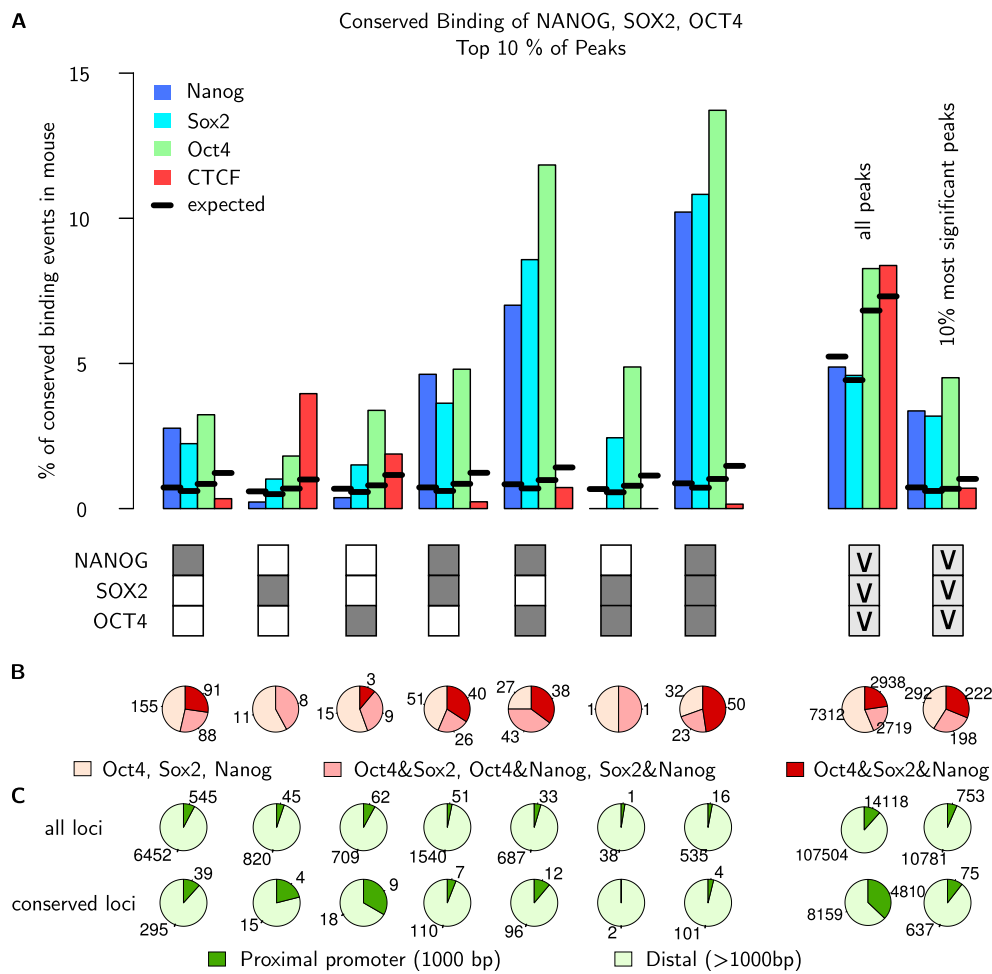 A
Conserved Binding of NANOG, SOX2, OCT4
Top 10 % of Peaks
% of conserved binding events in mouse
15
10
5
0
Nanog
Sox2
Oct4
CTCF
expected
all peaks
10% most significant peaks
NANOG
SOX2
OCT4
V V
V V
V V
B
155 91 88
11 8
15 3 9
51 40 26
27 38 43
1 1
32 50 23
7312 2938 2719
292 222 198
Oct4, Sox2, Nanog
Oct4&Sox2, Oct4&Nanog, Sox2&Nanog
Oct4&Sox2&Nanog
C
all loci
545 45 62 51 33 1 16 14118 753
6452 820 709 1540 687 38 535 107504 10781
conserved loci
39 4 9 7 12 4 4810 75
295 15 18 110 96 2 101 8159 637
Proximal promoter (1000 bp)
Distal (>1000bp)